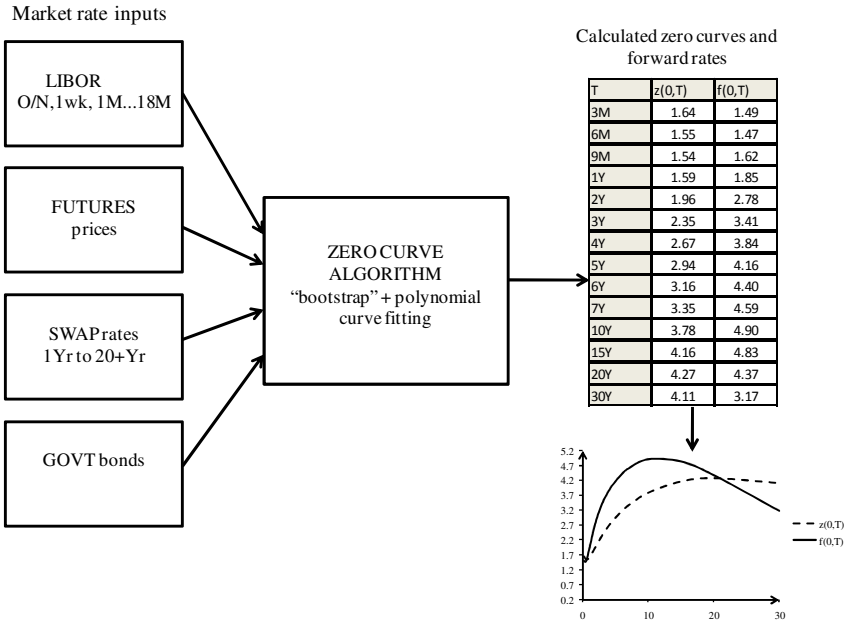 Market rate inputs
LIBOR
O/N,1wk, 1M...18M
FUTURES
prices
SWAP rates
1Yr to 20+Yr
GOVT bonds
ZERO CURVE
ALGORITHM
“bootstrap” + polynomial
curve fitting
Calculated zero curves and
forward rates
T z(0,T) f(0,T)
3M 1.64 1.49
6M 1.55 1.47
9M 1.54 1.62
1Y 1.59 1.85
2Y 1.96 2.78
3Y 2.35 3.41
4Y 2.67 3.84
5Y 2.94 4.16
6Y 3.16 4.40
7Y 3.35 4.59
10Y 3.78 4.90
15Y 4.16 4.83
20Y 4.27 4.37
30Y 4.11 3.17
5.2
4.7
4.2
3.7
3.2
2.7
2.2
1.7
1.2
0.7
0.2
0 10 20 30
z(0,T)
f(0,T)